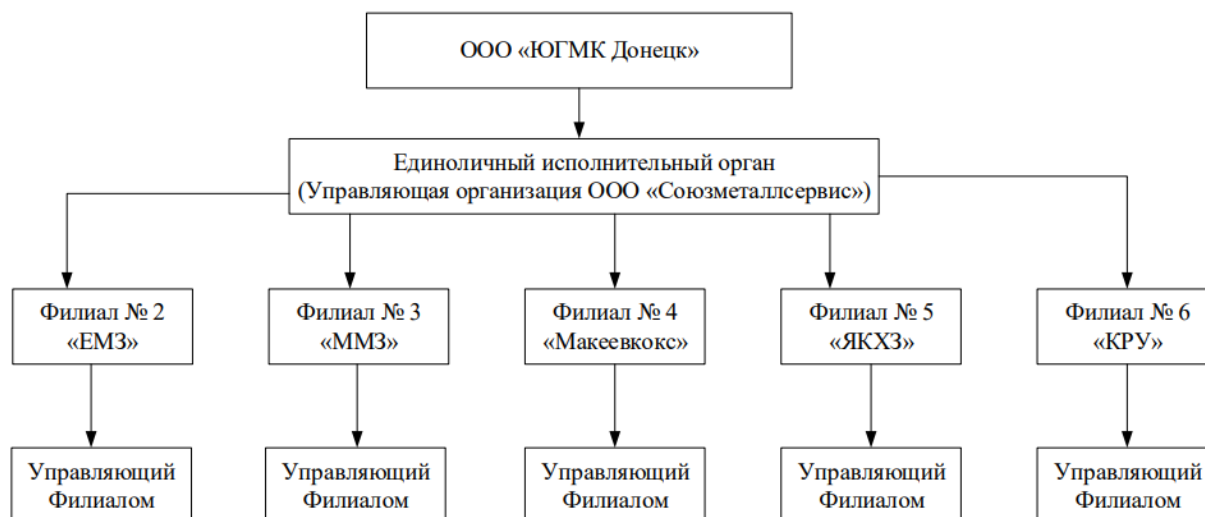 ООО «ЮГМК Донецк»
Единоличный исполнительный орган
(Управляющая организация ООО «Союзметаллсервис»)
Филиал № 2
«ЕМЗ»
Филиал № 3
«ММЗ»
Филиал № 4
«Макеевкокс»
Филиал № 5
«ЯКХЗ»
Филиал № 6
«КРУ»
Управляющий
Филиалом
Управляющий
Филиалом
Управляющий
Филиалом
Управляющий
Филиалом
Управляющий
Филиалом